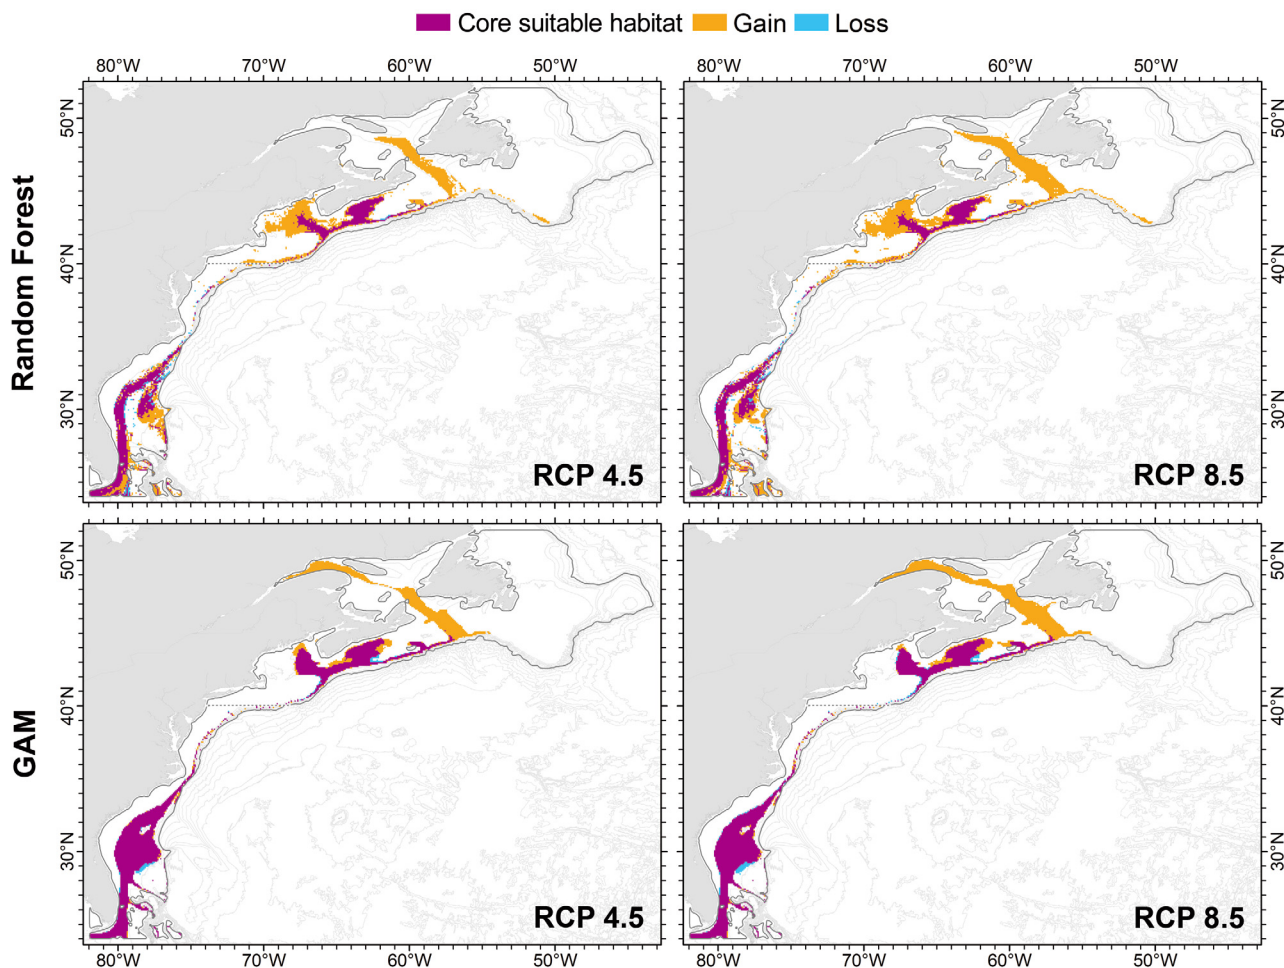 Core suitable habitat Gain Loss
80°W 70°W 60°W 50°W 80°W 70°W 60°W 50°W
Random Forest
50°N
40°N
30°N
50°N
40°N
30°N
RCP 4.5
RCP 8.5
GAM
50°N
40°N
30°N
50°N
40°N
30°N
RCP 4.5
RCP 8.5
80°W 70°W 60°W 50°W 80°W 70°W 60°W 50°W